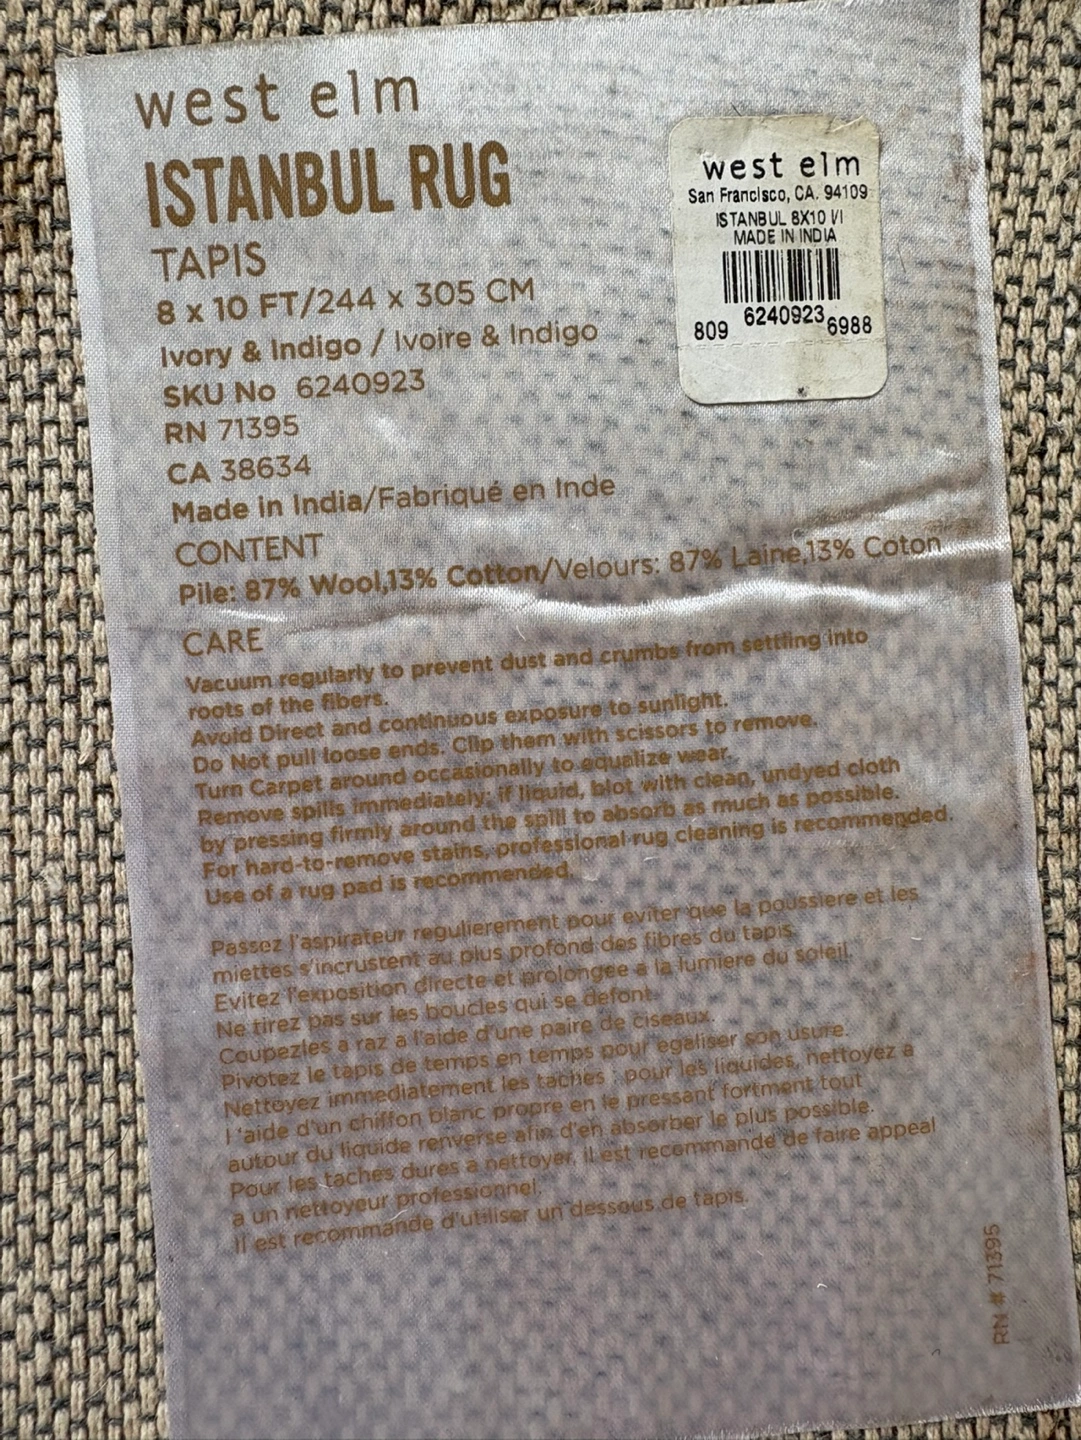 west elm
ISTANBUL RUG
TAPIS
8 x 10 FT/244 x 305 CM
Ivory & Indigo / Ivoire & Indigo
SKU No 6240923
RN 71395
CA 38634
Made in India/Fabriqué en Inde
CONTENT
Pile: 87% Wool,13% Cotton/Velours: 87% Laine,13% Coton
CARE
Vacuum regularly to prevent dust and crumbs from settling into
roots of the fibers.
Avoid Direct and continuous exposure to sunlight.
Do Not pull loose ends. Clip them with scissors to remove.
Turn Carpet around occasionally to equalize wear.
Remove spills immediately; if liquid, blot with clean, undyed cloth
by pressing firmly around the spill to absorb as much as possible.
For hard-to-remove stains, professional rug cleaning is recommended.
Use of a rug pad is recommended.
Passez l'aspirateur regulierement pour eviter que la poussiere et les
miettes s'incrustent au plus profond des fibres du tapis.
Evitez l'exposition directe et prolongee a la lumiere du soleil.
Ne tirez pas sur les boucles qui se defont.
Coupezles a raz a l'aide d'une paire de ciseaux.
Pivotez le tapis de temps en temps pour egaliser son usure.
Nettoyez immediatement les taches : pour les liquides, nettoyez a
l 'aide d'un chiffon blanc propre en le pressant fortment tout
autour du liquide renverse afin d'en absorber le plus possible.
Pour les taches dures a nettoyer, il est recommande de faire appeal
a un nettoyeur professionnel.
Il est recommande d'utiliser un dessous de tapis.
RN # 71395
west elm
San Francisco, CA. 94109
ISTANBUL 8X10 I/I
MADE IN INDIA
809 6240923 6988